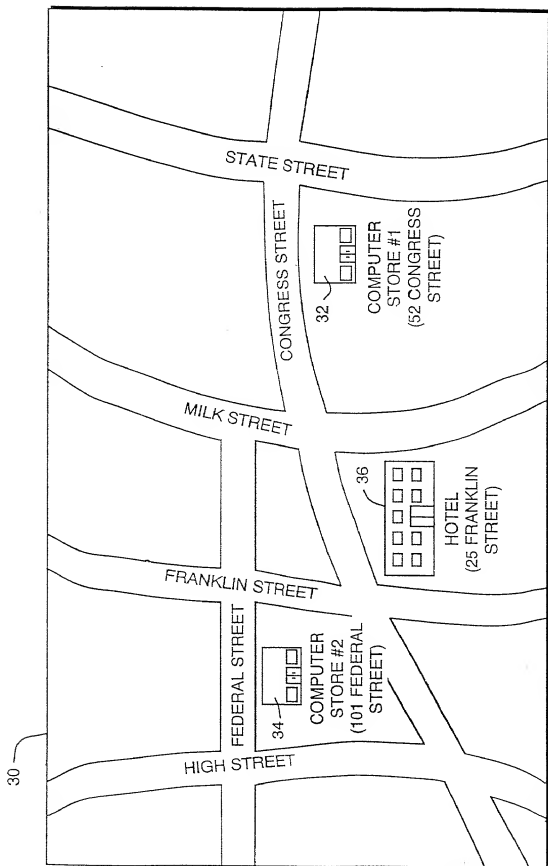 30
HIGH STREET
FEDERAL STREET
34
COMPUTER
STORE #2
(101 FEDERAL
STREET)
FRANKLIN STREET
36
HOTEL
(25 FRANKLIN
STREET)
MILK STREET
CONGRESS STREET
32
COMPUTER
STORE #1
(52 CONGRESS
STREET)
STATE STREET